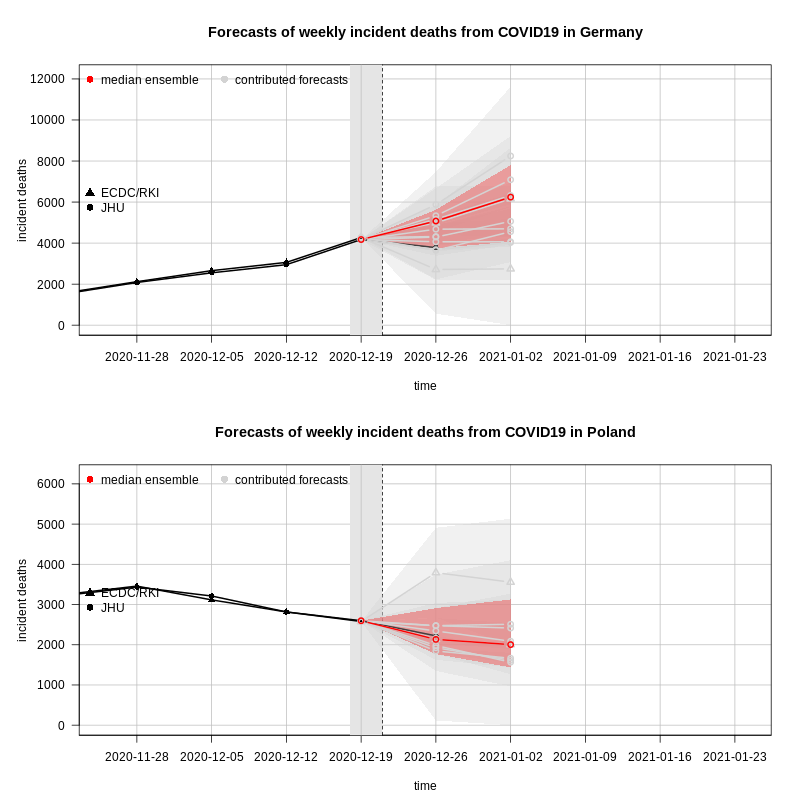 Forecasts of weekly incident deaths from COVID19 in Germany
12000
10000
8000
6000
4000
2000
0
incident deaths
median ensemble
contributed forecasts
ECDC/RKI
JHU
2020-11-28 2020-12-05 2020-12-12 2020-12-19 2020-12-26 2021-01-02 2021-01-09 2021-01-16 2021-01-23
time
Forecasts of weekly incident deaths from COVID19 in Poland
6000
5000
4000
3000
2000
1000
0
incident deaths
median ensemble
contributed forecasts
ECDC/RKI
JHU
2020-11-28 2020-12-05 2020-12-12 2020-12-19 2020-12-26 2021-01-02 2021-01-09 2021-01-16 2021-01-23
time